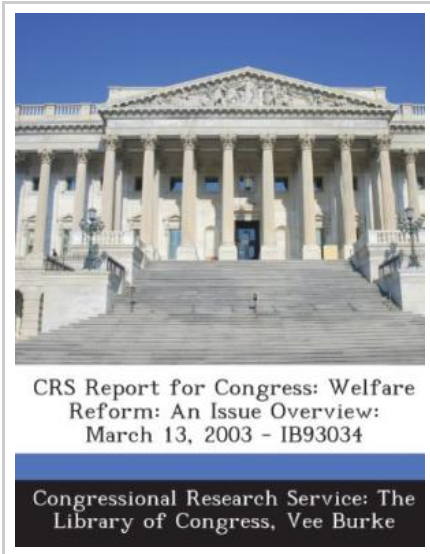 CRS Report for Congress: Welfare
Reform: An Issue Overview:
March 13, 2003 - IB93034
Congressional Research Service: The
Library of Congress, Vee Burke